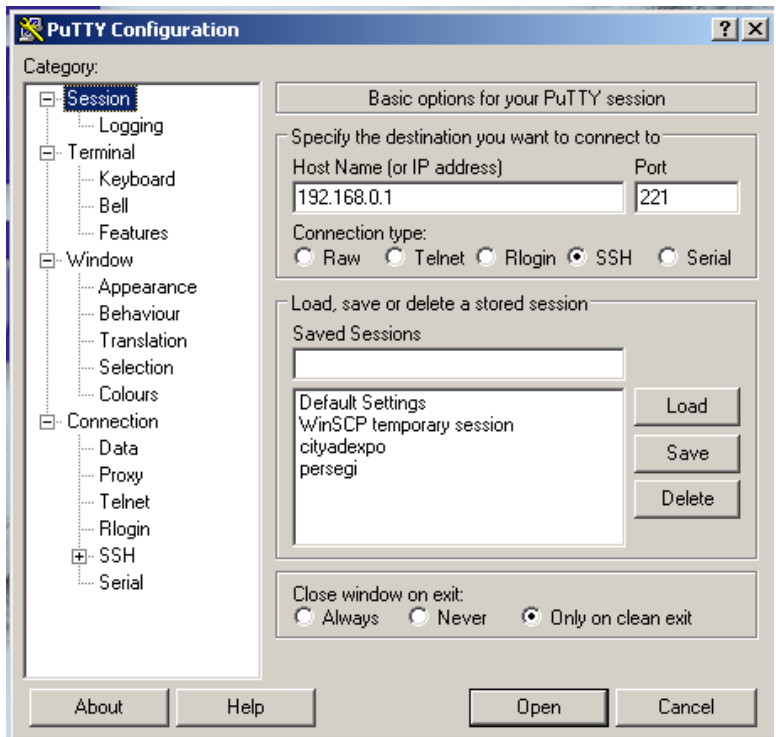 PuTTY Configuration
Category:
Session
Logging
Terminal
Keyboard
Bell
Features
Window
Appearance
Behaviour
Translation
Selection
Colours
Connection
Data
Proxy
Telnet
Rlogin
SSH
Serial
Basic options for your PuTTY session
Specify the destination you want to connect to
Host Name (or IP address) Port
192.168.0.1 221
Connection type:
Raw Telnet Rlogin SSH Serial
Load, save or delete a stored session
Saved Sessions
Default Settings
WinSCP temporary session
cityadexpo
persegi
Load
Save
Delete
Close window on exit:
Always Never Only on clean exit
About Help Open Cancel